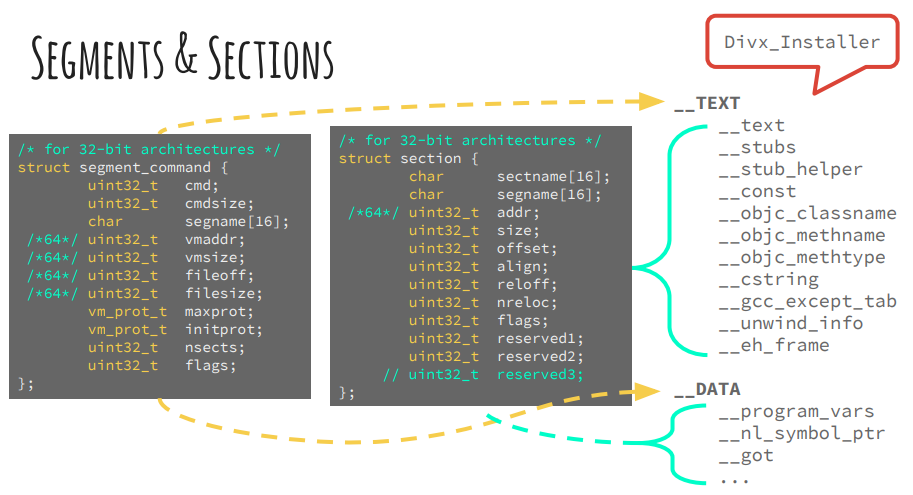 SEGMENTS & SECTIONS
Divx_Installer
/* for 32-bit architectures */
struct segment_command {
uint32_t cmd;
uint32_t cmdsize;
char segname[16];
/*64*/ uint32_t vmaddr;
/*64*/ uint32_t vmsize;
/*64*/ uint32_t fileoff;
/*64*/ uint32_t filesize;
vm_prot_t maxprot;
vm_prot_t initprot;
uint32_t nsects;
uint32_t flags;
};
/* for 32-bit architectures */
struct section {
char sectname[16];
char segname[16];
/*64*/ uint32_t addr;
uint32_t size;
uint32_t offset;
uint32_t align;
uint32_t reloff;
uint32_t nreloc;
uint32_t flags;
uint32_t reserved1;
uint32_t reserved2;
// uint32_t reserved3;
};
__TEXT
__text
__stubs
__stub_helper
__const
__objc_classname
__objc_methname
__objc_methtype
__cstring
__gcc_except_tab
__unwind_info
__eh_frame
__DATA
__program_vars
__nl_symbol_ptr
__got
...